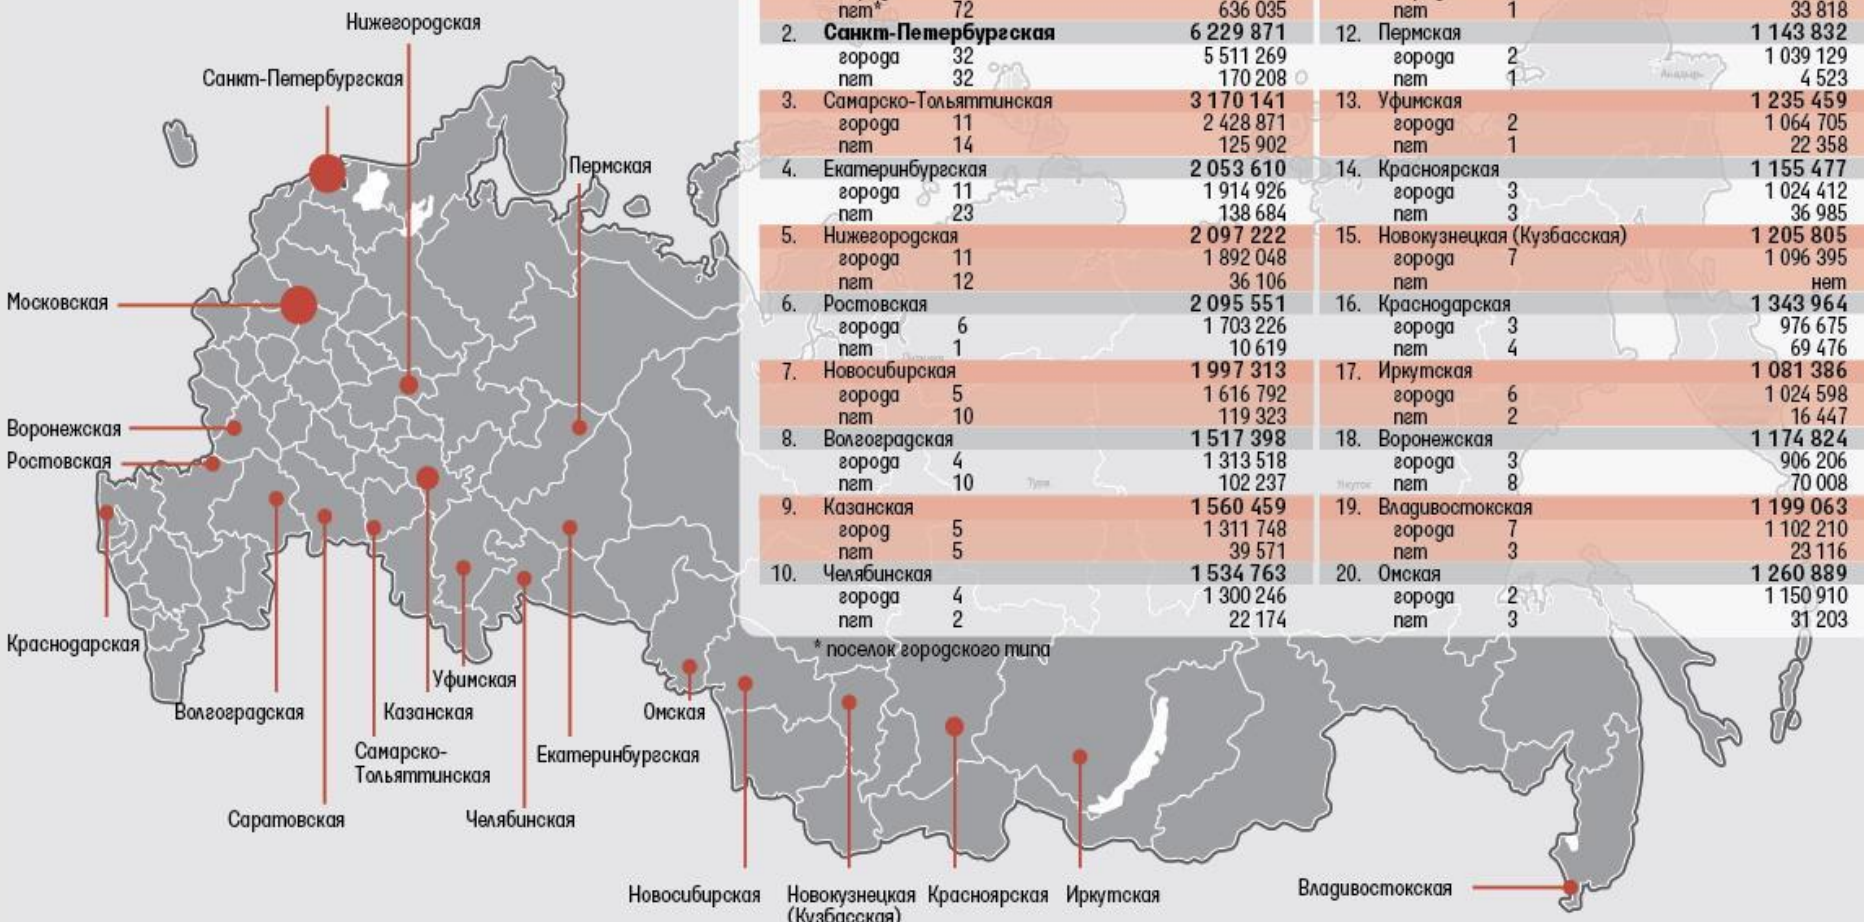 Нижегородская
Санкт-Петербургская
Пермская
Московская
Воронежская
Ростовская
Краснодарская
Волгоградская
Саратовская
Самарско-
Тольяттинская
Казанская
Уфимская
Челябинская
Екатеринбургская
Омская
Новосибирская
Новокузнецкая
(Кузбасская)
Красноярская
Иркутская
Владивостокская
пгт* 72 636 035
2. Санкт-Петербургская 6 229 871
города 32 5 511 269
пгт 32 170 208
3. Самарско-Тольяттинская 3 170 141
города 11 2 428 871
пгт 14 125 902
4. Екатеринбургская 2 053 610
города 11 1 914 926
пгт 23 138 684
5. Нижегородская 2 097 222
города 11 1 892 048
пгт 12 36 106
6. Ростовская 2 095 551
города 6 1 703 226
пгт 1 10 619
7. Новосибирская 1 997 313
города 5 1 616 792
пгт 10 119 323
8. Волгоградская 1 517 398
города 4 1 313 518
пгт 10 102 237
9. Казанская 1 560 459
город 5 1 311 748
пгт 5 39 571
10. Челябинская 1 534 763
города 4 1 300 246
пгт 2 22 174
пгт 1 33 818
12. Пермская 1 143 832
города 2 1 039 129
пгт 1 4 523
13. Уфимская 1 235 459
города 2 1 064 705
пгт 1 22 358
14. Красноярская 1 155 477
города 3 1 024 412
пгт 3 36 985
15. Новокузнецкая (Кузбасская) 1 205 805
города 7 1 096 395
пгт нет
16. Краснодарская 1 343 964
города 3 976 675
пгт 4 69 476
17. Иркутская 1 081 386
города 6 1 024 598
пгт 2 16 447
18. Воронежская 1 174 824
города 3 906 206
пгт 8 70 008
19. Владивостокская 1 199 063
города 7 1 102 210
пгт 3 23 116
20. Омская 1 260 889
города 2 1 150 910
пгт 3 31 203
* поселок городского типа